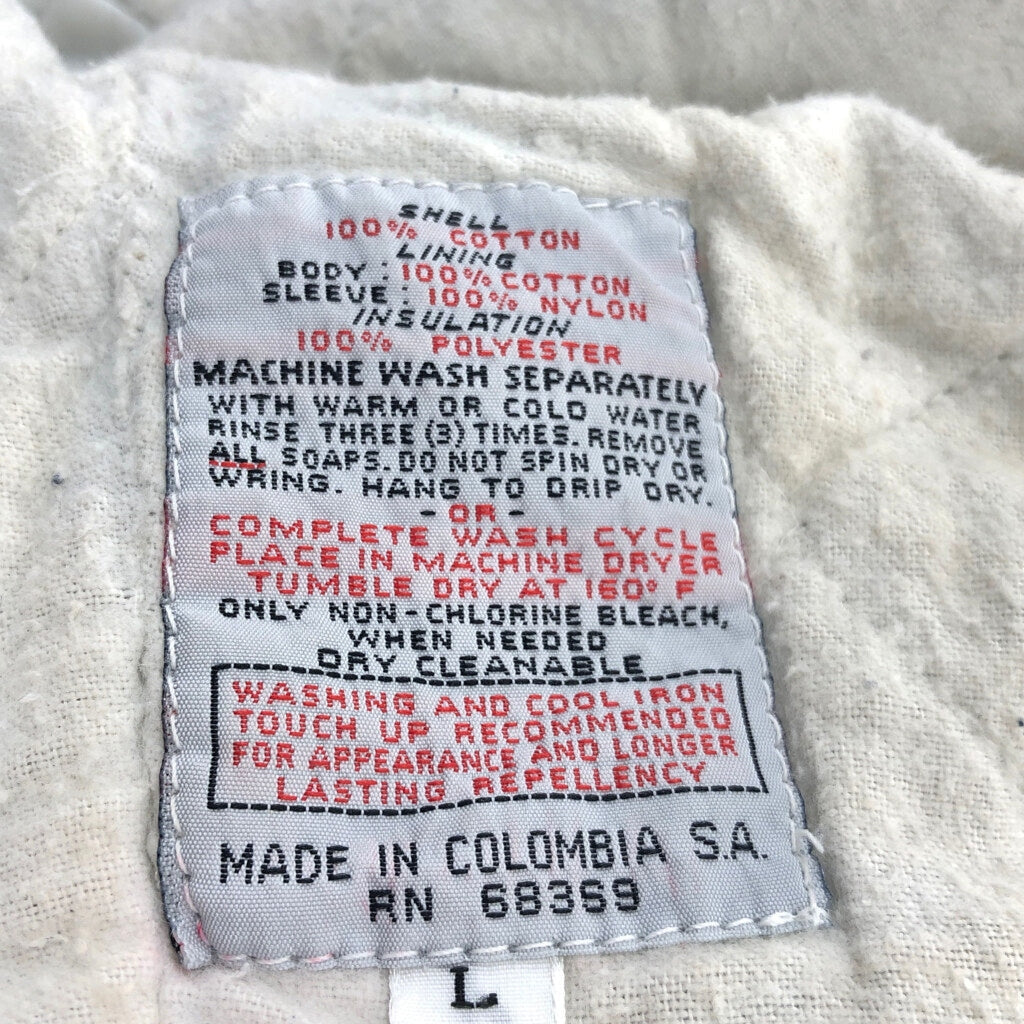 SHELL
100% COTTON
LINING
BODY : 100% COTTON
SLEEVE : 100% NYLON
INSULATION
100% POLYESTER
MACHINE WASH SEPARATELY
WITH WARM OR COLD WATER
RINSE THREE (3) TIMES. REMOVE
ALL SOAPS. DO NOT SPIN DRY OR
WRING. HANG TO DRIP DRY.
- OR -
COMPLETE WASH CYCLE
PLACE IN MACHINE DRYER
TUMBLE DRY AT 160° F
ONLY NON-CHLORINE BLEACH,
WHEN NEEDED
DRY CLEANABLE
WASHING AND COOL IRON
TOUCH UP RECOMMENDED
FOR APPEARANCE AND LONGER
LASTING REPELLENCY
MADE IN COLOMBIA S.A.
RN 68369
L